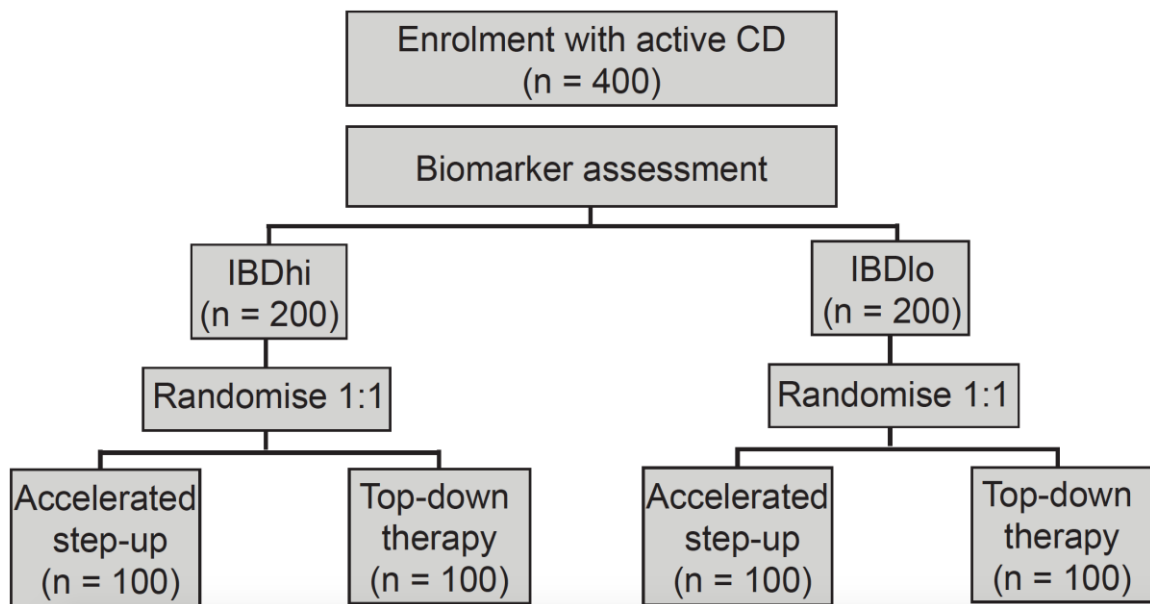 Enrolment with active CD
(n = 400)
Biomarker assessment
IBDhi
(n = 200)
IBDlo
(n = 200)
Randomise 1:1
Randomise 1:1
Accelerated
step-up
(n = 100)
Top-down
therapy
(n = 100)
Accelerated
step-up
(n = 100)
Top-down
therapy
(n = 100)